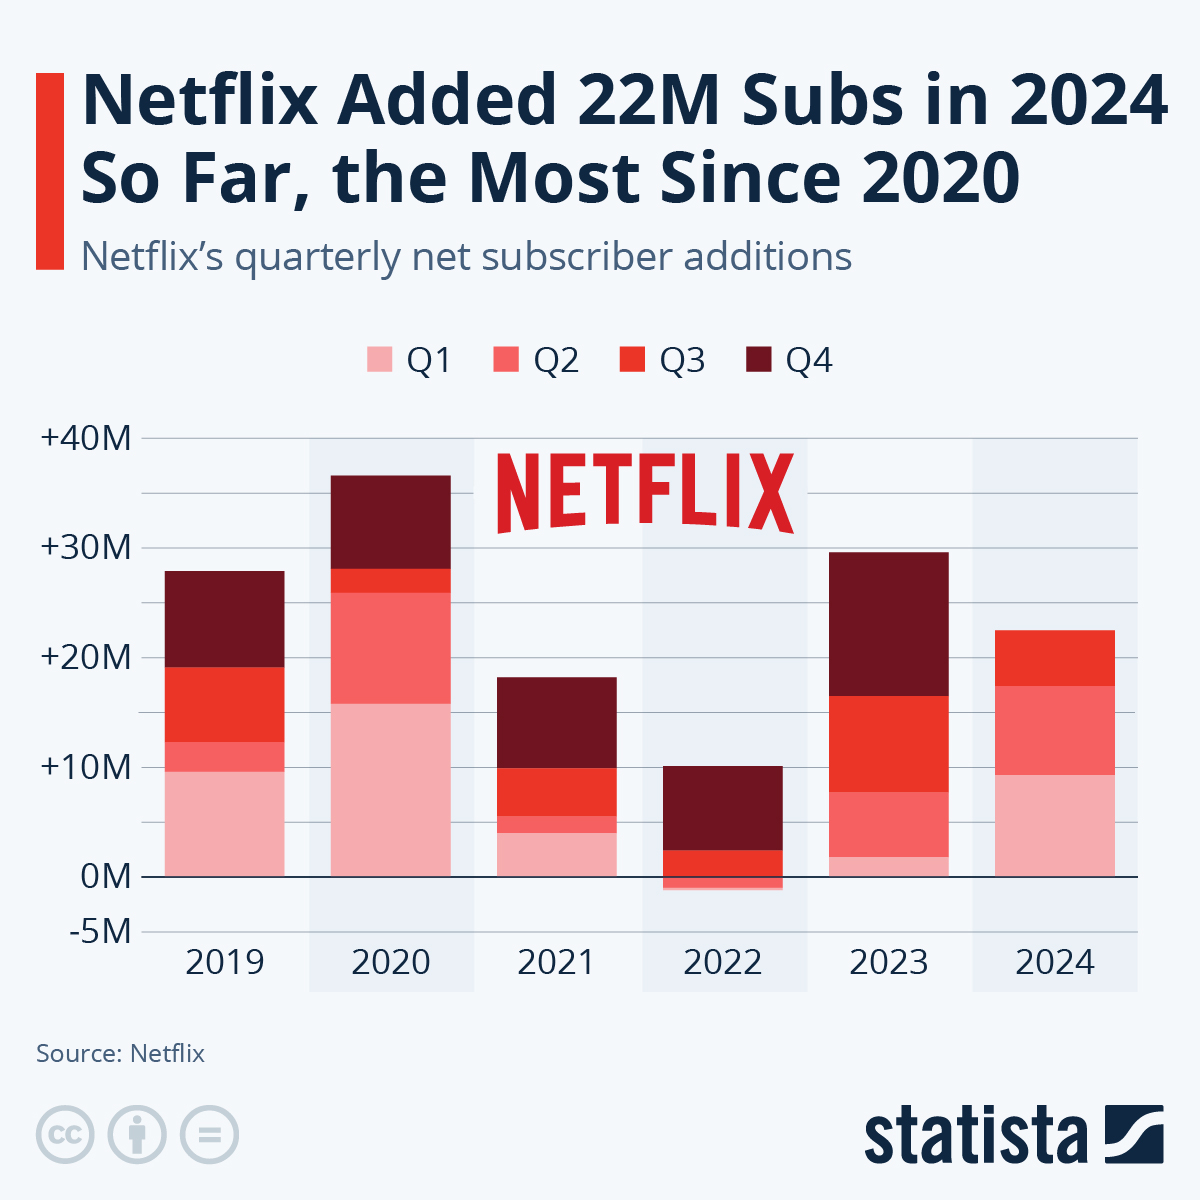 Netflix Added 22M Subs in 2024
So Far, the Most Since 2020
Netflix’s quarterly net subscriber additions
Q1 Q2 Q3 Q4
+40M
NETFLIX
+30M
+20M
+10M
0M
-5M
2019 2020 2021 2022 2023 2024
Source: Netflix
cc
statista